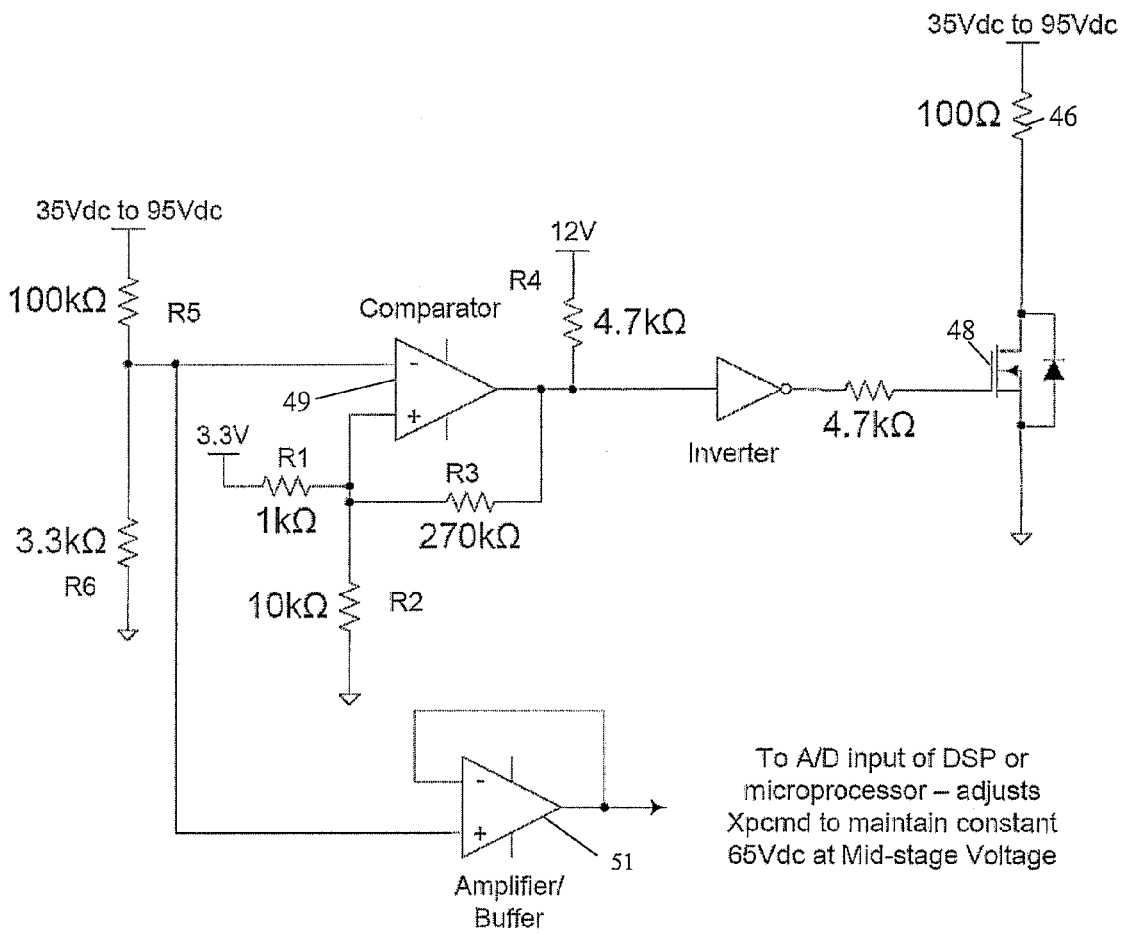 35Vdc to 95Vdc
100Ω
46
35Vdc to 95Vdc
100kΩ
R5
Comparator
12V
R4
4.7kΩ
48
-
49
+
3.3V
R1
1kΩ
R3
270kΩ
Inverter
4.7kΩ
3.3kΩ
R6
10kΩ
R2
-
+
51
Amplifier/
Buffer
To A/D input of DSP or
microprocessor – adjusts
Xpcmd to maintain constant
65Vdc at Mid-stage Voltage